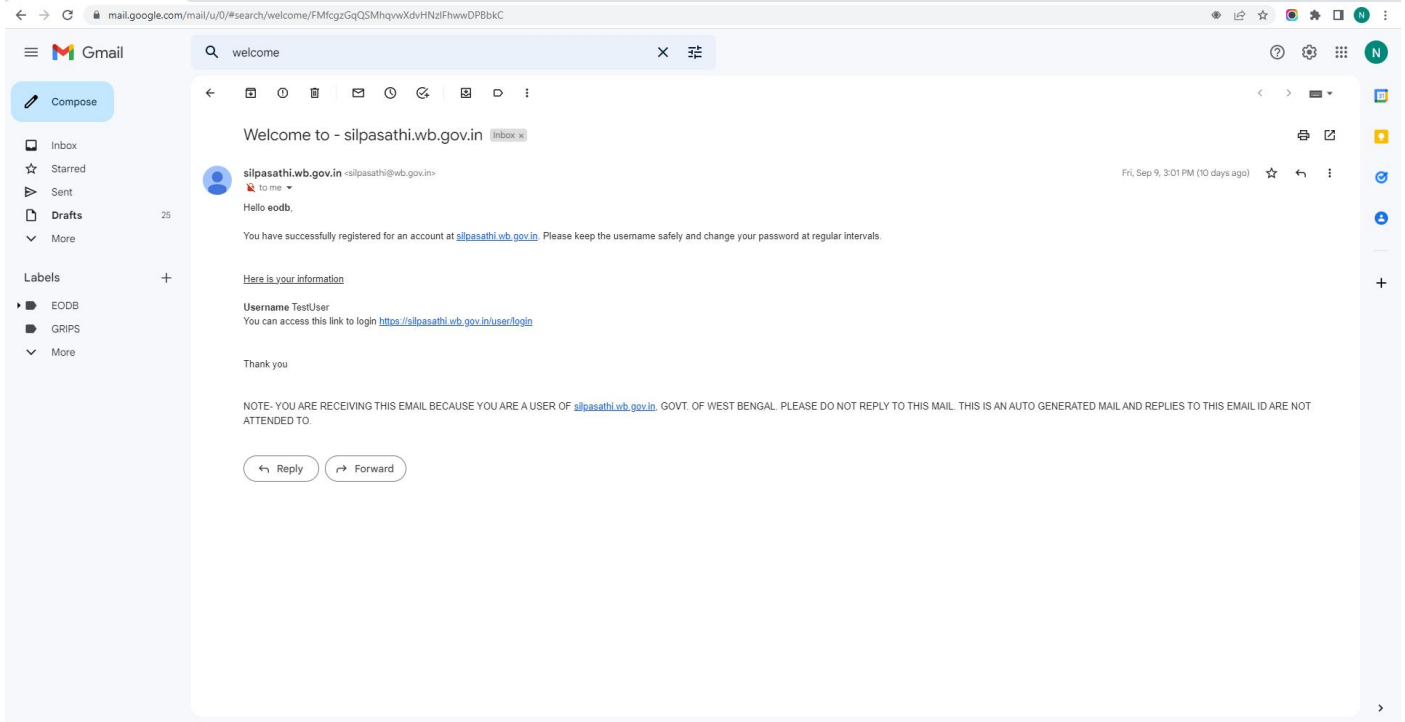 mail.google.com/mail/u/0/#search/welcome/FMfcgzGqQSMhqvwXdvHNzlFhwwDPBbkC
N
Gmail
welcome
N
Compose
Inbox
Starred
Sent
Drafts 25
More
Labels
EODB
GRIPS
More
Welcome to - silpasathi.wb.gov.in Inbox x
silpasathi.wb.gov.in <silpasathi@wb.gov.in> Fri, Sep 9, 3:01 PM (10 days ago)
to me
Hello eodb,
You have successfully registered for an account at silpasathi.wb.gov.in. Please keep the username safely and change your password at regular intervals.
Here is your information
Username TestUser
You can access this link to login https://silpasathi.wb.gov.in/user/login
Thank you
NOTE- YOU ARE RECEIVING THIS EMAIL BECAUSE YOU ARE A USER OF silpasathi.wb.gov.in, GOVT. OF WEST BENGAL. PLEASE DO NOT REPLY TO THIS MAIL. THIS IS AN AUTO GENERATED MAIL AND REPLIES TO THIS EMAIL ID ARE NOT
ATTENDED TO.
Reply Forward
31